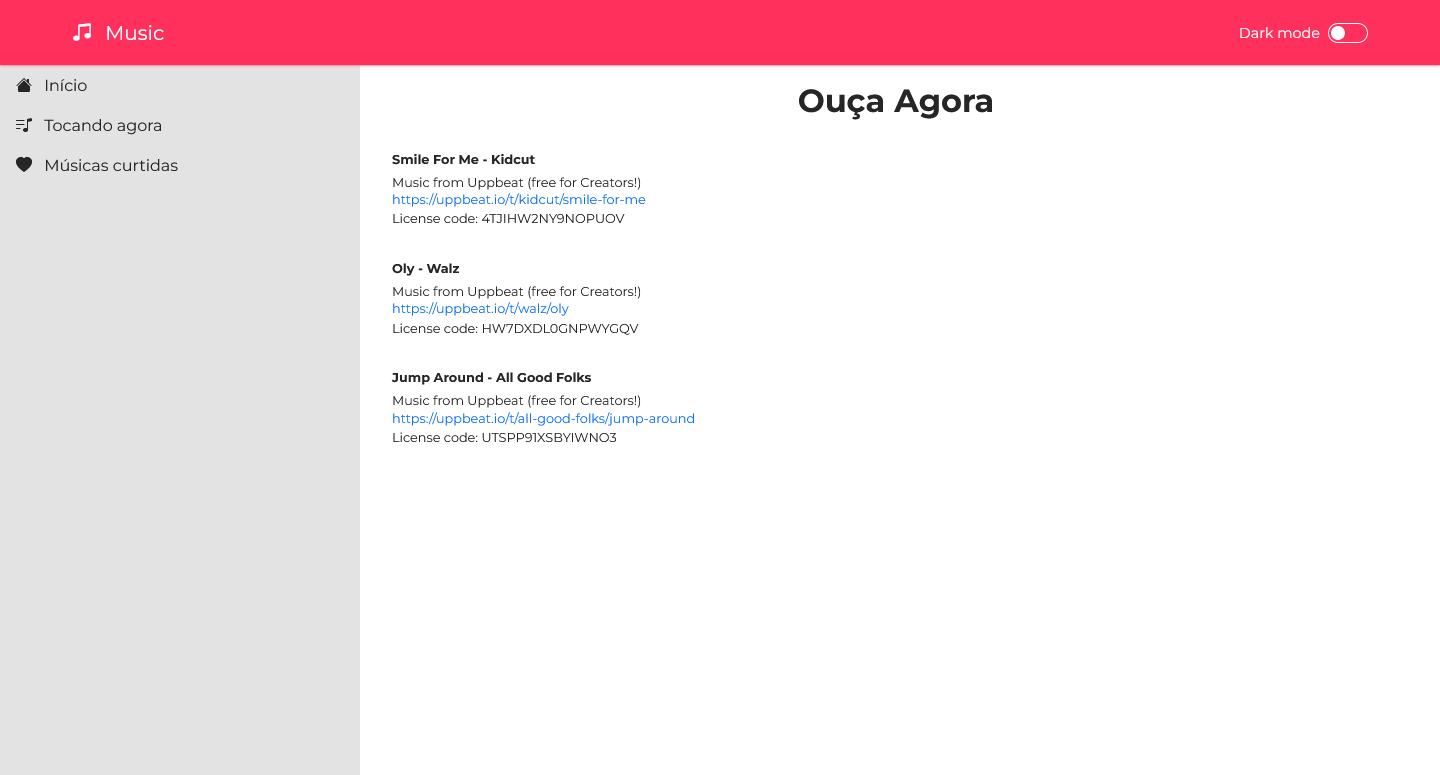 Music
Dark mode
Início
Tocando agora
Músicas curtidas
Ouça Agora
Smile For Me - Kidcut
Music from Uppbeat (free for Creators!)
https://uppbeat.io/t/kidcut/smile-for-me
License code: 4TJIHW2NY9NOPUOV
Oly - Walz
Music from Uppbeat (free for Creators!)
https://uppbeat.io/t/walz/oly
License code: HW7DXDL0GNPWYGQV
Jump Around - All Good Folks
Music from Uppbeat (free for Creators!)
https://uppbeat.io/t/all-good-folks/jump-around
License code: UTSPP91XSBYIWNO3